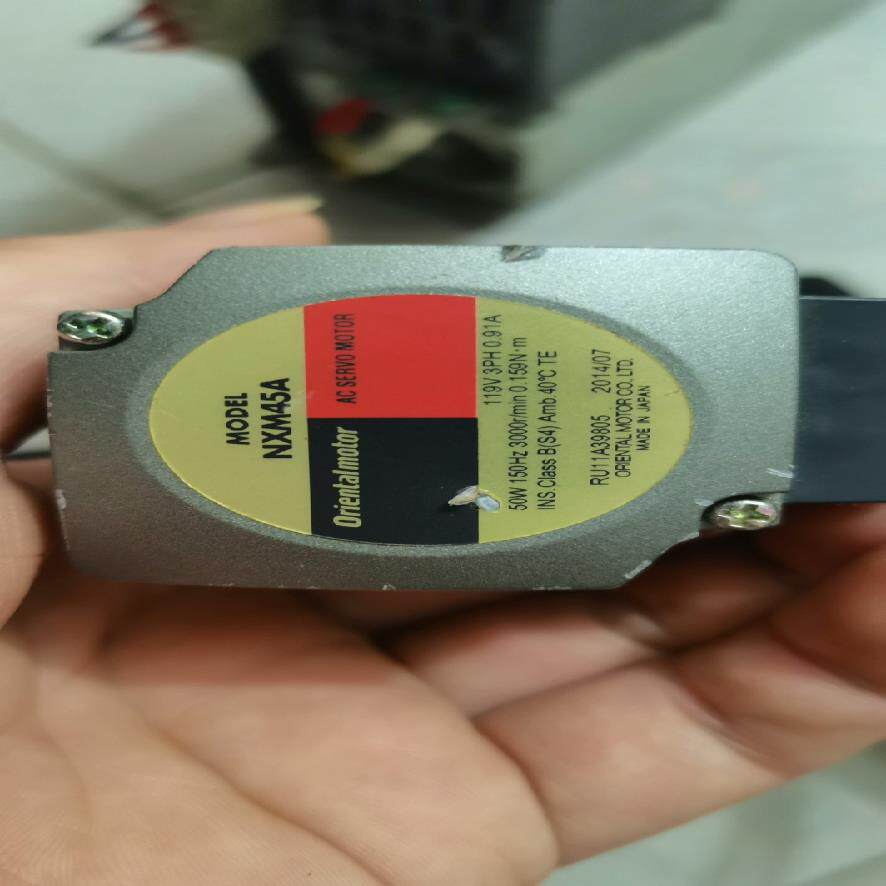 MODEL
NXM45A
Orientalmotor AC SERVO MOTOR
50W 150Hz 3000r/min 0.159N·m 119V 3PH 0.91A
INS.Class B(S4) Amb.40°C TE
RU11A39805 2014/07
ORIENTAL MOTOR CO.,LTD.
MADE IN JAPAN